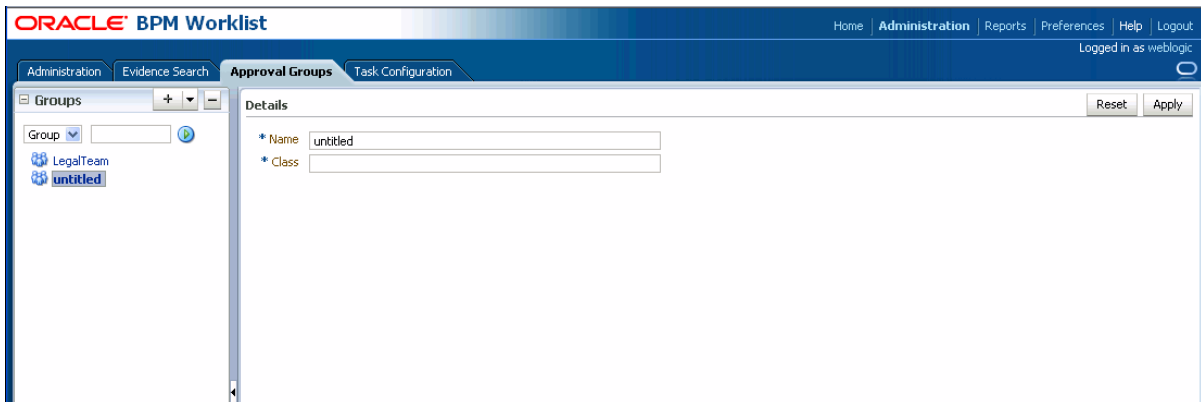 ORACLE BPM Worklist
Home Administration Reports Preferences Help Logout
Logged in as weblogic
Administration Evidence Search Approval Groups Task Configuration
Groups
Details Reset Apply
Group
* Name untitled
* Class
LegalTeam
untitled